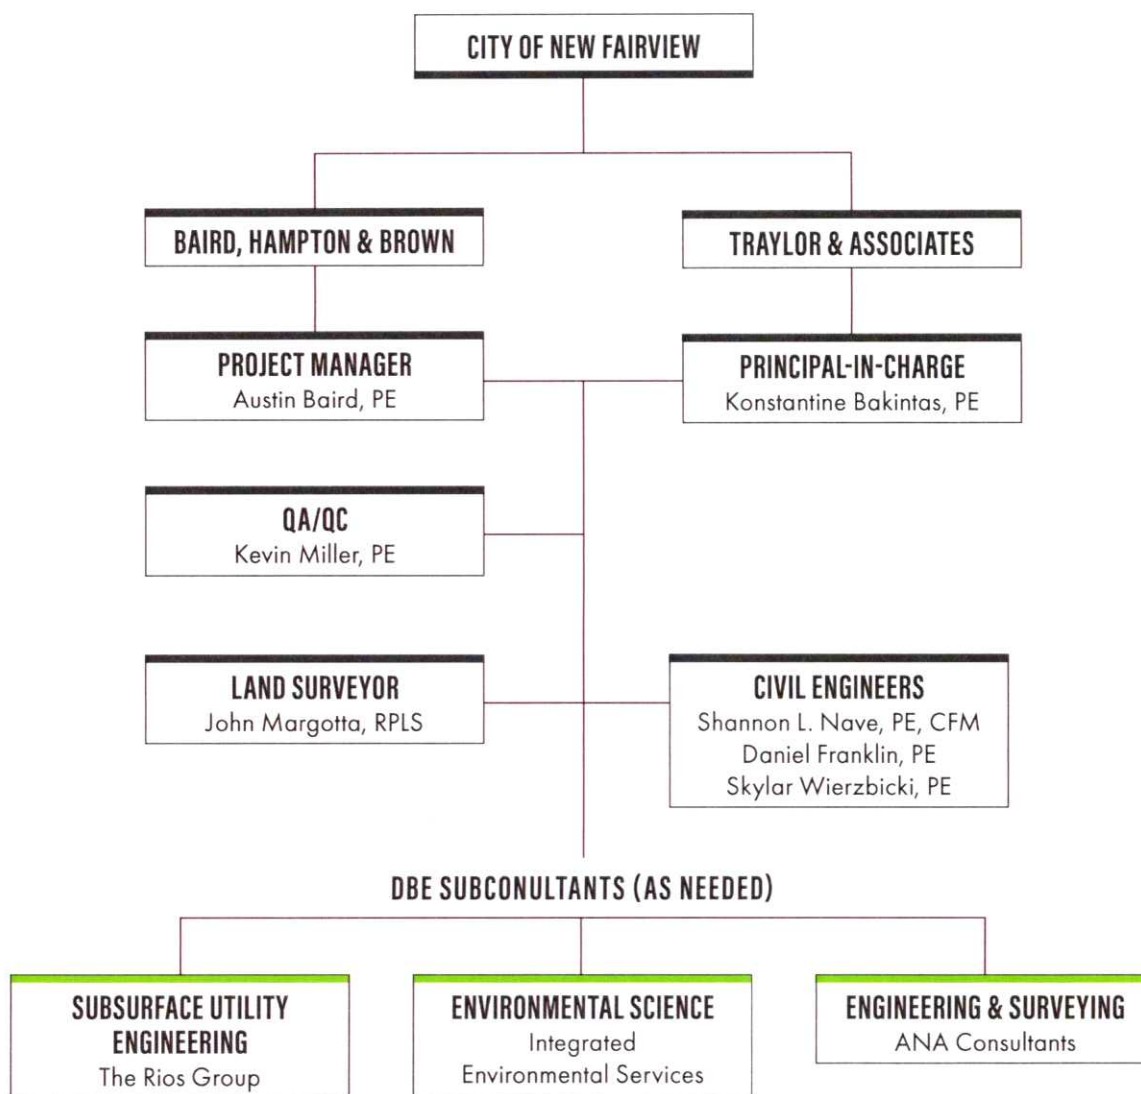 CITY OF NEW FAIRVIEW
BAIRD, HAMPTON & BROWN
TRAYLOR & ASSOCIATES
PROJECT MANAGER
Austin Baird, PE
PRINCIPAL-IN-CHARGE
Konstantine Bakintas, PE
QA/QC
Kevin Miller, PE
LAND SURVEYOR
John Margotta, RPLS
CIVIL ENGINEERS
Shannon L. Nave, PE, CFM
Daniel Franklin, PE
Skylar Wierzbicki, PE
DBE SUBCONULTANTS (AS NEEDED)
SUBSURFACE UTILITY
ENGINEERING
The Rios Group
ENVIRONMENTAL SCIENCE
Integrated
Environmental Services
ENGINEERING & SURVEYING
ANA Consultants